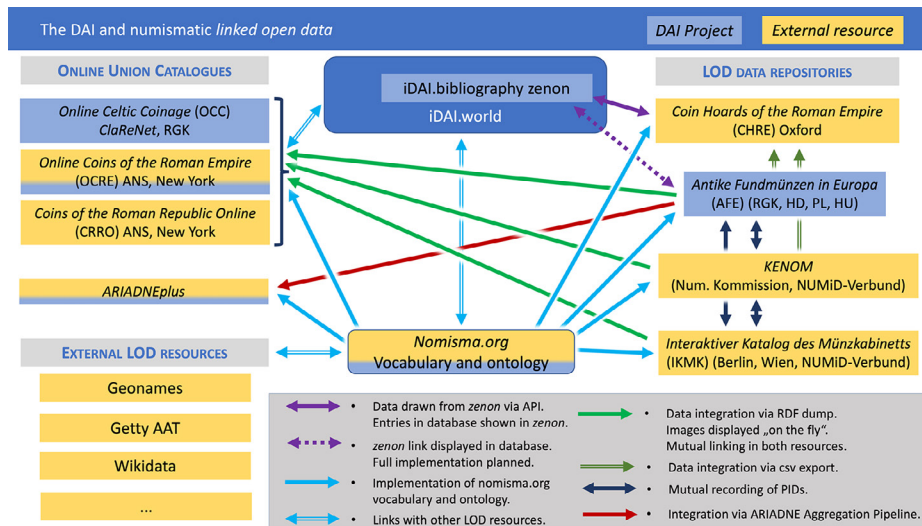 The DAI and numismatic linked open data
DAI Project
External resource
ONLINE UNION CATALOGUES
Online Celtic Coinage (OCC)
ClaReNet, RGK
Online Coins of the Roman Empire
(OCRE) ANS, New York
Coins of the Roman Republic Online
(CRRO) ANS, New York
ARIADNEplus
EXTERNAL LOD RESOURCES
Geonames
Getty AAT
Wikidata
...
iDAI.bibliography zenon
iDAI.world
Nomisma.org
Vocabulary and ontology
LOD DATA REPOSITORIES
Coin Hoards of the Roman Empire
(CHRE) Oxford
Antike Fundmünzen in Europa
(AFE) (RGK, HD, PL, HU)
KENOM
(Num. Kommission, NUMiD-Verbund)
Interaktiver Katalog des Münzkabinetts
(IKMK) (Berlin, Wien, NUMiD-Verbund)
• Data drawn from zenon via API.
Entries in database shown in zenon.
• zenon link displayed in database.
Full implementation planned.
• Implementation of nomisma.org
vocabulary and ontology.
• Links with other LOD resources.
• Data integration via RDF dump.
Images displayed „on the fly“.
Mutual linking in both resources.
• Data integration via csv export.
• Mutual recording of PIDs.
• Integration via ARIADNE Aggregation Pipeline.